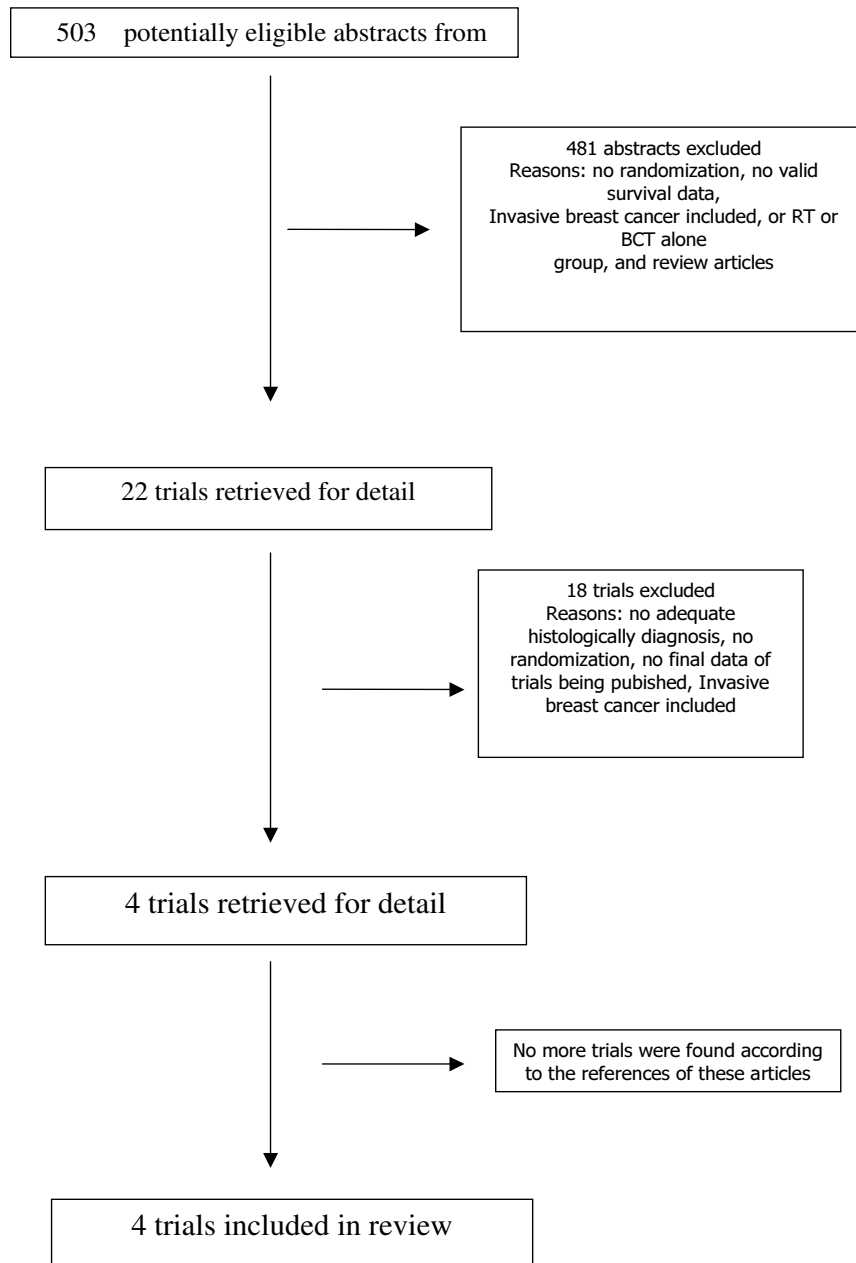 503 potentially eligible abstracts from
481 abstracts excluded
Reasons: no randomization, no valid
survival data,
Invasive breast cancer included, or RT or
BCT alone
group, and review articles
22 trials retrieved for detail
18 trials excluded
Reasons: no adequate
histologically diagnosis, no
randomization, no final data of
trials being pubished, Invasive
breast cancer included
4 trials retrieved for detail
No more trials were found according
to the references of these articles
4 trials included in review